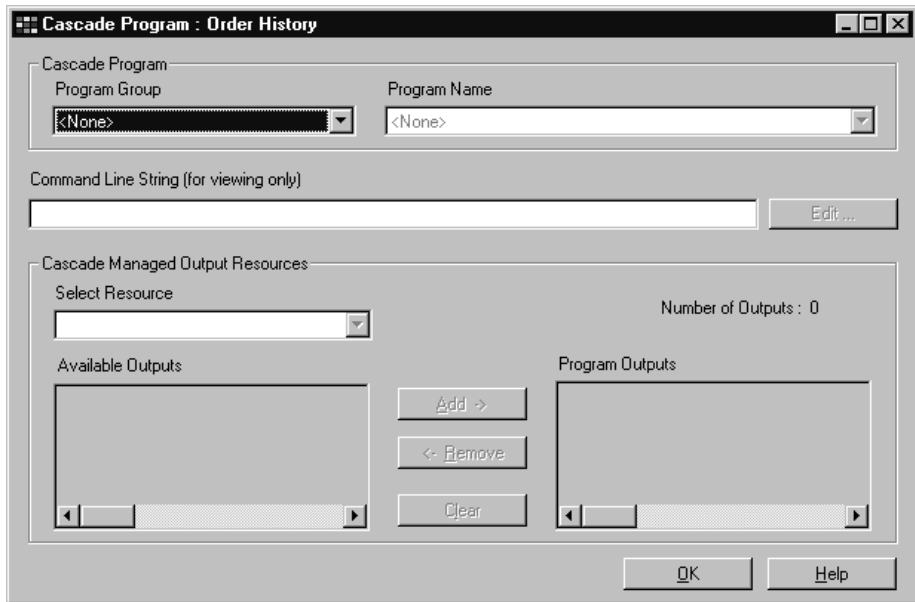 Cascade Program : Order History
Cascade Program
Program Group
Program Name
<None>
<None>
Command Line String (for viewing only)
Edit ...
Cascade Managed Output Resources
Select Resource
Number of Outputs : 0
Available Outputs
Program Outputs
Add ->
<- Remove
Clear
OK
Help